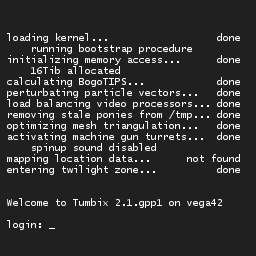 loading kernel...                done
    running bootstrap procedure
initializing memory access...    done
    16Tib allocated
calculating BogoTIPS...          done
perturbating particle vectors... done
load balancing video processors... done
removing stale ponies from /tmp... done
optimizing mesh triangulation... done
activating machine gun turrets... done
    spinup sound disabled
mapping location data...    not found
entering twilight zone...        done
Welcome to Tumbix 2.1.gpp1 on vega42
login: _